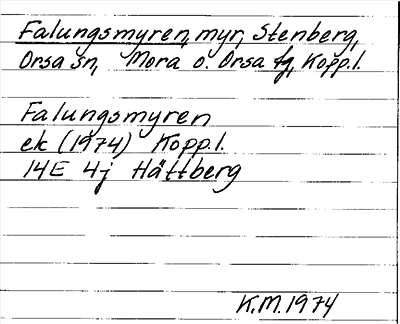 Falungsmyren, myr, Stenberg,
Orsa sn, Mora o. Orsa tg, Kopp.l.
Falungsmyren
ek (1974) Kopp.l.
14E 4j Hättberg
K.M. 1974